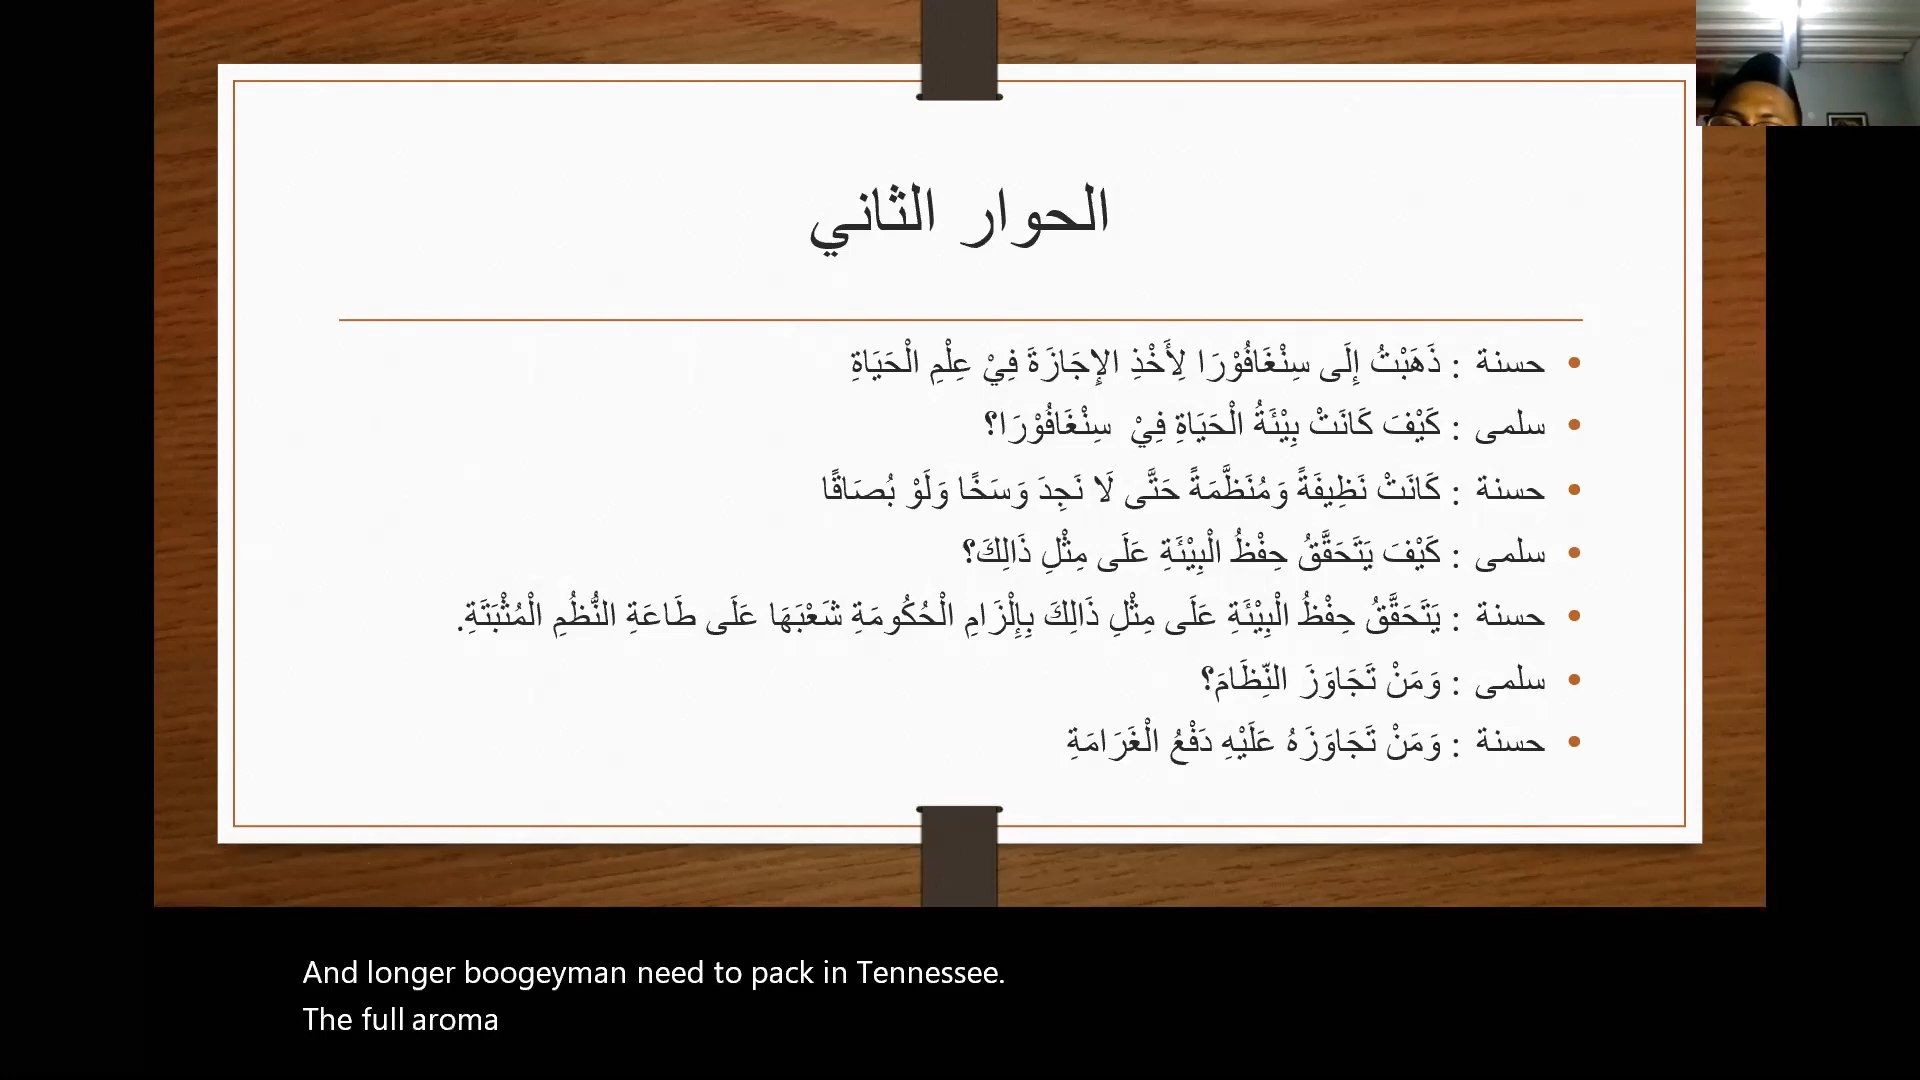 الحوار الثاني
• حسنة : ذَهَبْتُ إِلَى سِنْغَافُوْرَا لِأَخْذِ الإِجَازَةَ فِيْ عِلْمِ الْحَيَاةِ
• سلمى : كَيْفَ كَانَتْ بِيْئَةُ الْحَيَاةِ فِيْ سِنْغَافُوْرَا؟
• حسنة : كَانَتْ نَظِيفَةً وَمُنَظَّمَةً حَتَّى لَا نَجِدَ وَسَخًا وَلَوْ بُصَاقًا
• سلمى : كَيْفَ يَتَحَقَّقُ حِفْظُ الْبِيْئَةِ عَلَى مِثْلِ ذَالِكَ؟
• حسنة : يَتَحَقَّقُ حِفْظُ الْبِيْئَةِ عَلَى مِثْلِ ذَالِكَ بِإِلْزَامِ الْحُكُومَةِ شَعْبَهَا عَلَى طَاعَةِ النُّظُمِ الْمُثْبَتَةِ.
• سلمى : وَمَنْ تَجَاوَزَ النِّظَامَ؟
• حسنة : وَمَنْ تَجَاوَزَهُ عَلَيْهِ دَفْعُ الْغَرَامَةِ
And longer boogeyman need to pack in Tennessee.
The full aroma